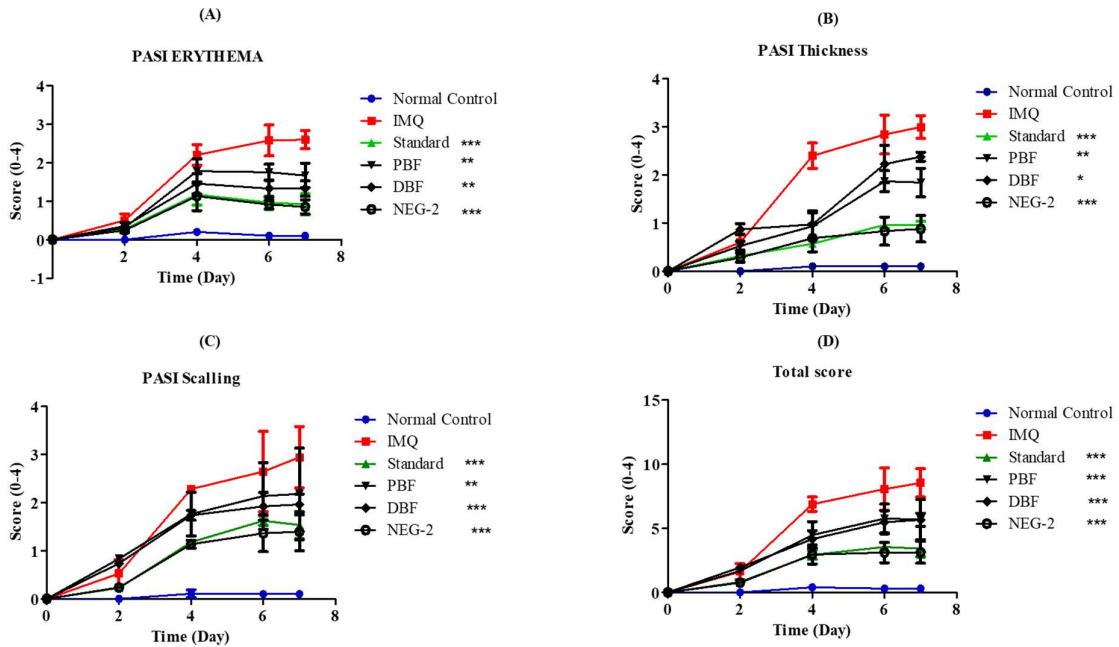 (A)
PASI ERYTHEMA
Score (0-4)
4
3
2
1
0
-1
2
4
6
8
Time (Day)
Normal Control
IMQ
Standard ***
PBF **
DBF **
NEG-2 ***
(B)
PASI Thickness
Score (0-4)
4
3
2
1
0
0
2
4
6
8
Time (Day)
Normal Control
IMQ
Standard ***
PBF **
DBF *
NEG-2 ***
(C)
PASI Scalling
Score (0-4)
4
3
2
1
0
0
2
4
6
8
Time (Day)
Normal Control
IMQ
Standard ***
PBF **
DBF ***
NEG-2 ***
(D)
Total score
Score (0-4)
15
10
5
0
0
2
4
6
8
Time (Day)
Normal Control
IMQ
Standard ***
PBF ***
DBF ***
NEG-2 ***